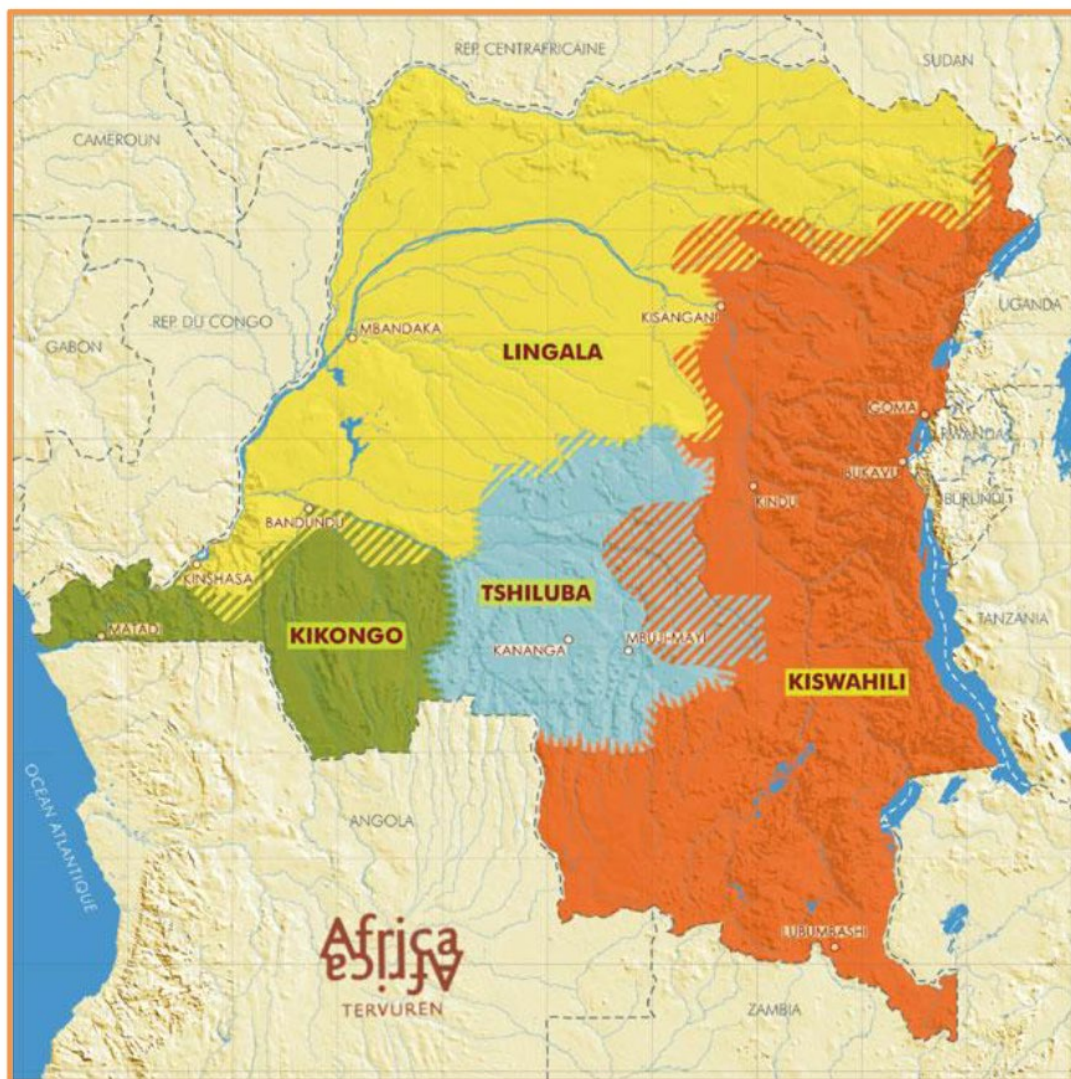 REP. CENTRAFRICAINE
SUDAN
CAMEROUN
REP. DU CONGO
GABON
MBANDAKA
LINGALA
KISANGANI
UGANDA
GOMA
RWANDA
BUKAVU
BURUNDI
KINDU
BANDUNDU
KINSHASA
TSHILUBA
TANZANIA
MATADI
KIKONGO
KANANGA
MBUJI-MAYI
KISWAHILI
OCEAN ATLANTIQUE
ANGOLA
Africa
Africa
TERVUREN
LUBUMBASHI
ZAMBIA